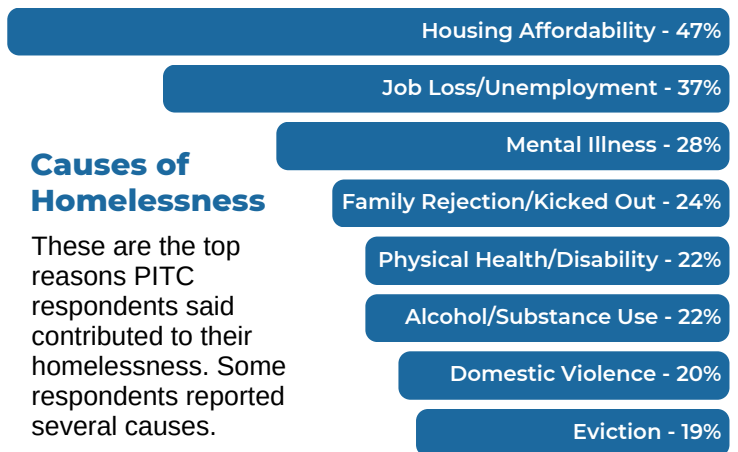 Housing Affordability - 47%
Job Loss/Unemployment - 37%
Mental Illness - 28%
Family Rejection/Kicked Out - 24%
Physical Health/Disability - 22%
Alcohol/Substance Use - 22%
Domestic Violence - 20%
Eviction - 19%
Causes of
Homelessness
These are the top
reasons PITC
respondents said
contributed to their
homelessness. Some
respondents reported
several causes.